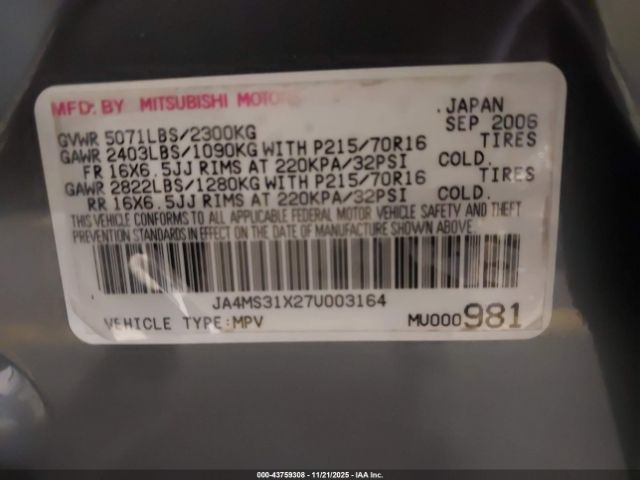 MFD. BY MITSUBISHI MOTORS JAPAN
GVWR 5071LBS/2300KG SEP 2006
GAWR 2403LBS/1090KG WITH P215/70R16 TIRES
FR 16X6.5JJ RIMS AT 220KPA/32PSI COLD.
GAWR 2822LBS/1280KG WITH P215/70R16 TIRES
RR 16X6.5JJ RIMS AT 220KPA/32PSI COLD.
THIS VEHICLE CONFORMS TO ALL APPLICABLE FEDERAL MOTOR VEHICLE SAFETY AND THEFT
PREVENTION STANDARDS IN EFFECT ON THE DATE OF MANUFACTURE SHOWN ABOVE.
JA4MS31X27U003164
VEHICLE TYPE:MPV MU000981
000-43759308 - 11/21/2025 - IAA Inc.